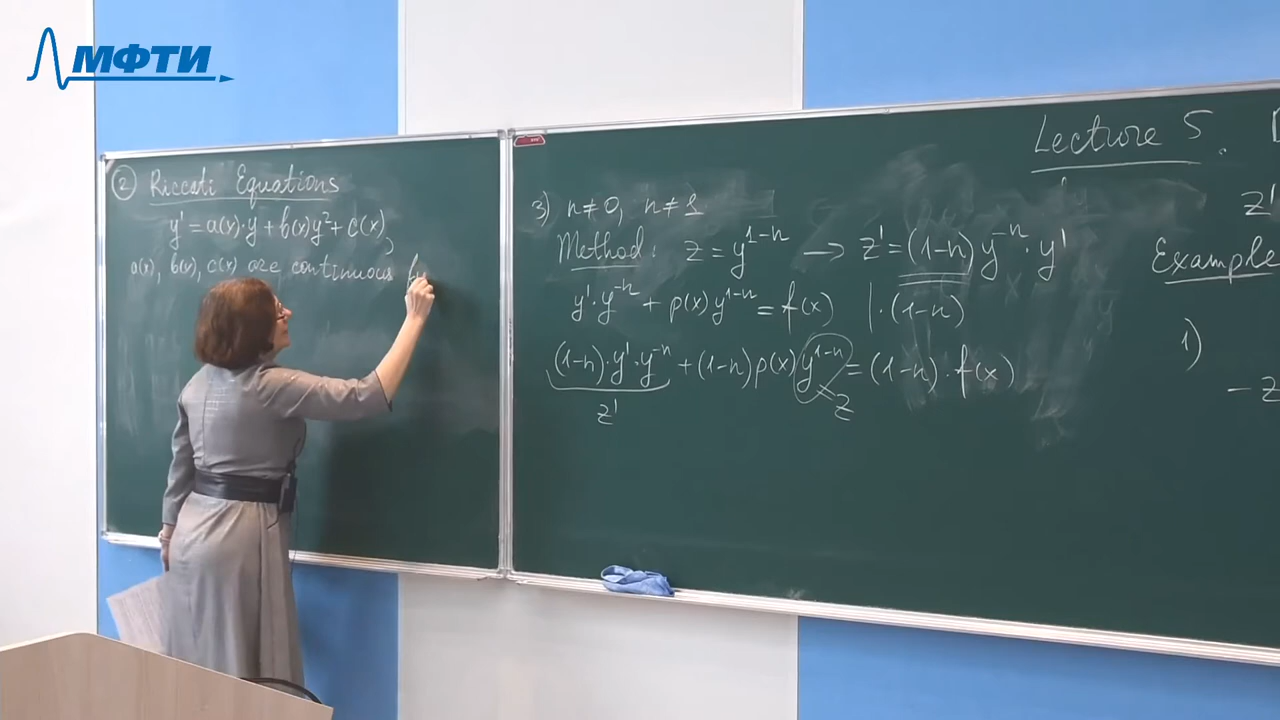 МФТИ
② Riccati Equations
y' = a(x)·y + b(x)y² + c(x),
a(x), b(x), c(x) are continuous
Lecture 5.
3) n≠0, n≠1.
Method: z = y^{1-n} → z' = (1-n) y^{-n} · y'
y'·y^{-n} + p(x) y^{1-n} = f(x) | ·(1-n)
(1-n)·y'·y^{-n} + (1-n) p(x) y^{1-n} = (1-n)·f(x)
z' z
z'
Example
1)
-z